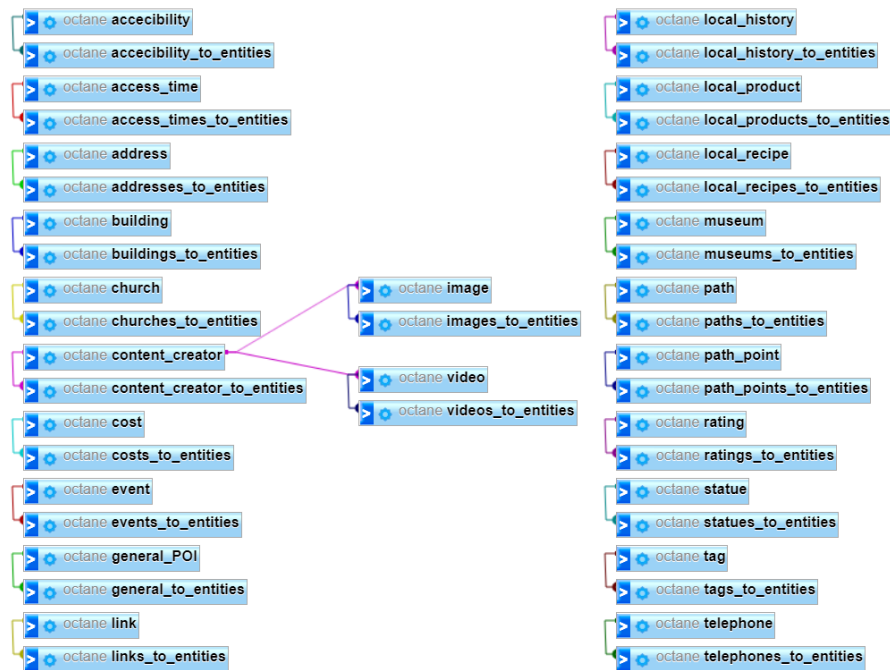 octane accecibility
octane accecibility_to_entities
octane access_time
octane access_times_to_entities
octane address
octane addresses_to_entities
octane building
octane buildings_to_entities
octane church
octane churches_to_entities
octane content_creator
octane content_creator_to_entities
octane cost
octane costs_to_entities
octane event
octane events_to_entities
octane general_POI
octane general_to_entities
octane link
octane links_to_entities
octane image
octane images_to_entities
octane video
octane videos_to_entities
octane local_history
octane local_history_to_entities
octane local_product
octane local_products_to_entities
octane local_recipe
octane local_recipes_to_entities
octane museum
octane museums_to_entities
octane path
octane paths_to_entities
octane path_point
octane path_points_to_entities
octane rating
octane ratings_to_entities
octane statue
octane statues_to_entities
octane tag
octane tags_to_entities
octane telephone
octane telephones_to_entities